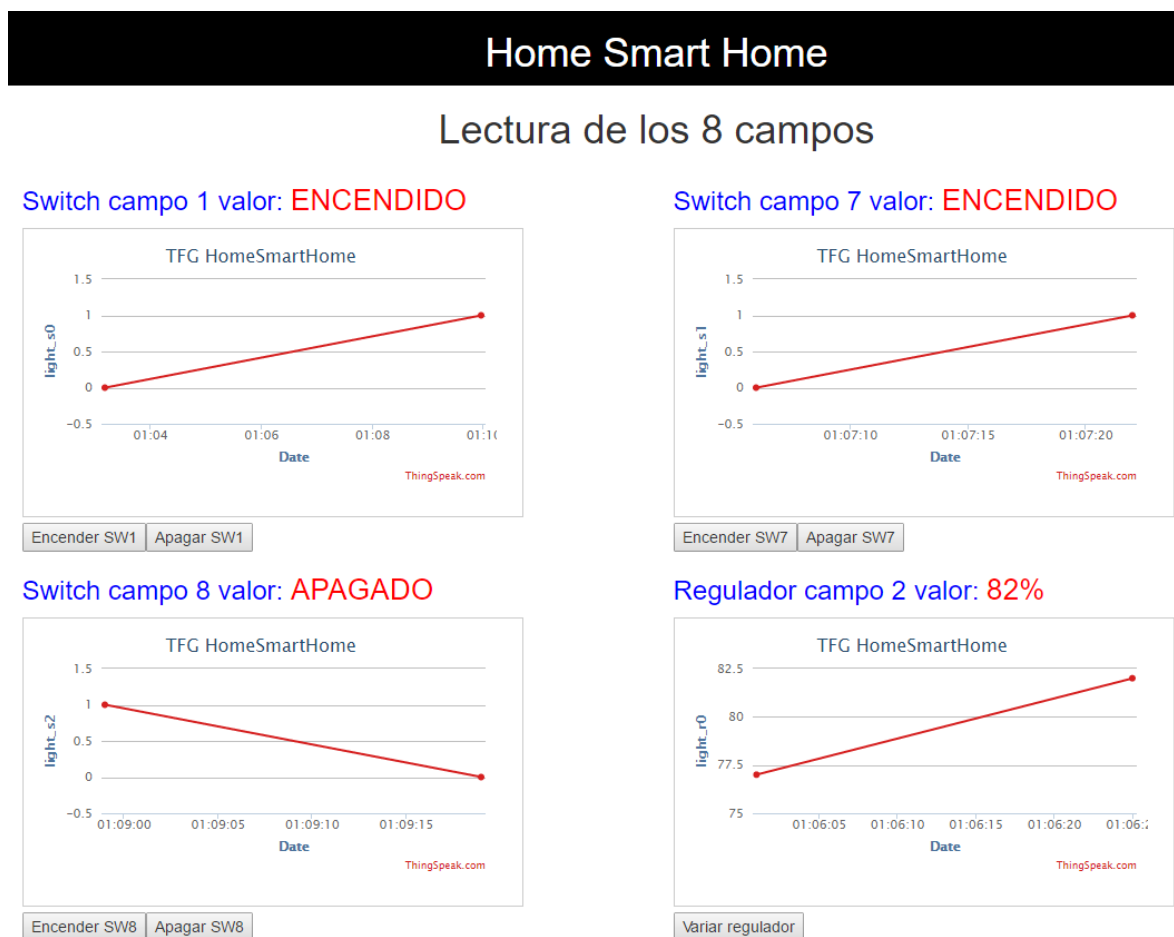 Home Smart Home
Lectura de los 8 campos
Switch campo 1 valor: ENCENDIDO
TFG HomeSmartHome
1.5
1
0.5
0
−0.5
light_s0
01:04 01:06 01:08 01:1
Date
ThingSpeak.com
Encender SW1 Apagar SW1
Switch campo 7 valor: ENCENDIDO
TFG HomeSmartHome
1.5
1
0.5
0
−0.5
light_s1
01:07:10 01:07:15 01:07:20
Date
ThingSpeak.com
Encender SW7 Apagar SW7
Switch campo 8 valor: APAGADO
TFG HomeSmartHome
1.5
1
0.5
0
−0.5
light_s2
01:09:00 01:09:05 01:09:10 01:09:15
Date
ThingSpeak.com
Encender SW8 Apagar SW8
Regulador campo 2 valor: 82%
TFG HomeSmartHome
82.5
80
77.5
75
light_r0
01:06:05 01:06:10 01:06:15 01:06:20 01:06:
Date
ThingSpeak.com
Variar regulador